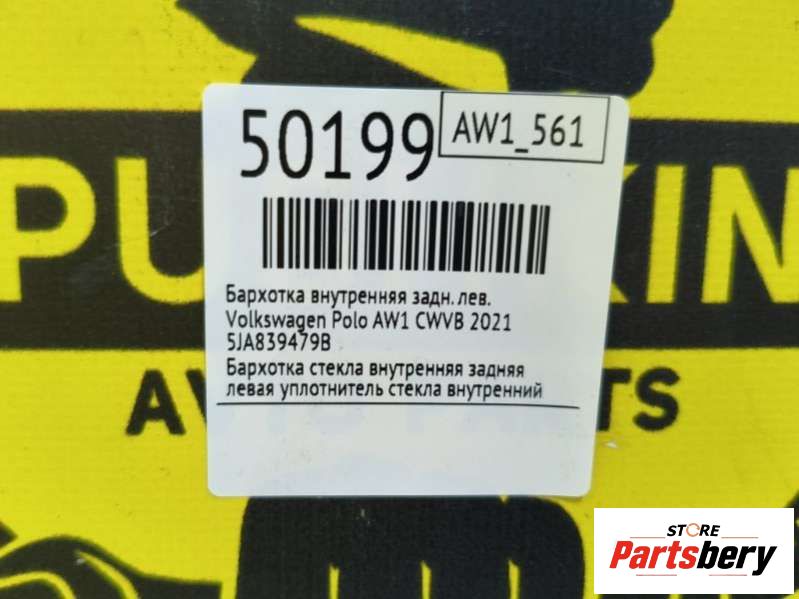 50199
AW1_561
Бархотка внутренняя задн. лев.
Volkswagen Polo AW1 CWVB 2021
5JA839479B
Бархотка стекла внутренняя задняя
левая уплотнитель стекла внутренний
STORE
Partsbery